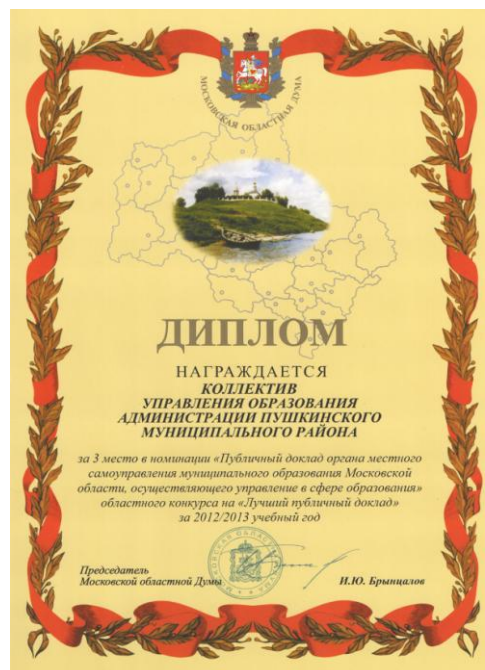 МОСКОВСКАЯ ОБЛАСТНАЯ ДУМА
ДИПЛОМ
НАГРАЖДАЕТСЯ
КОЛЛЕКТИВ
УПРАВЛЕНИЯ ОБРАЗОВАНИЯ
АДМИНИСТРАЦИИ ПУШКИНСКОГО
МУНИЦИПАЛЬНОГО РАЙОНА
за 3 место в номинации «Публичный доклад органа местного
самоуправления муниципального образования Московской
области, осуществляющего управление в сфере образования»
областного конкурса на «Лучший публичный доклад»
за 2012/2013 учебный год
Председатель
Московской областной Думы
И.Ю. Брынцалов